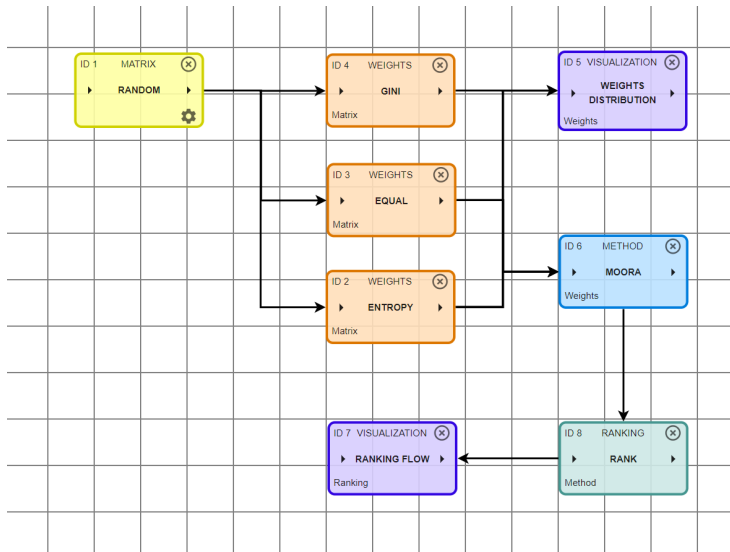 ID 1 MATRIX
RANDOM
ID 4 WEIGHTS
GINI
Matrix
ID 5 VISUALIZATION
WEIGHTS
DISTRIBUTION
Weights
ID 3 WEIGHTS
EQUAL
Matrix
ID 6 METHOD
MOORA
Weights
ID 2 WEIGHTS
ENTROPY
Matrix
ID 7 VISUALIZATION
RANKING FLOW
Ranking
ID 8 RANKING
RANK
Method